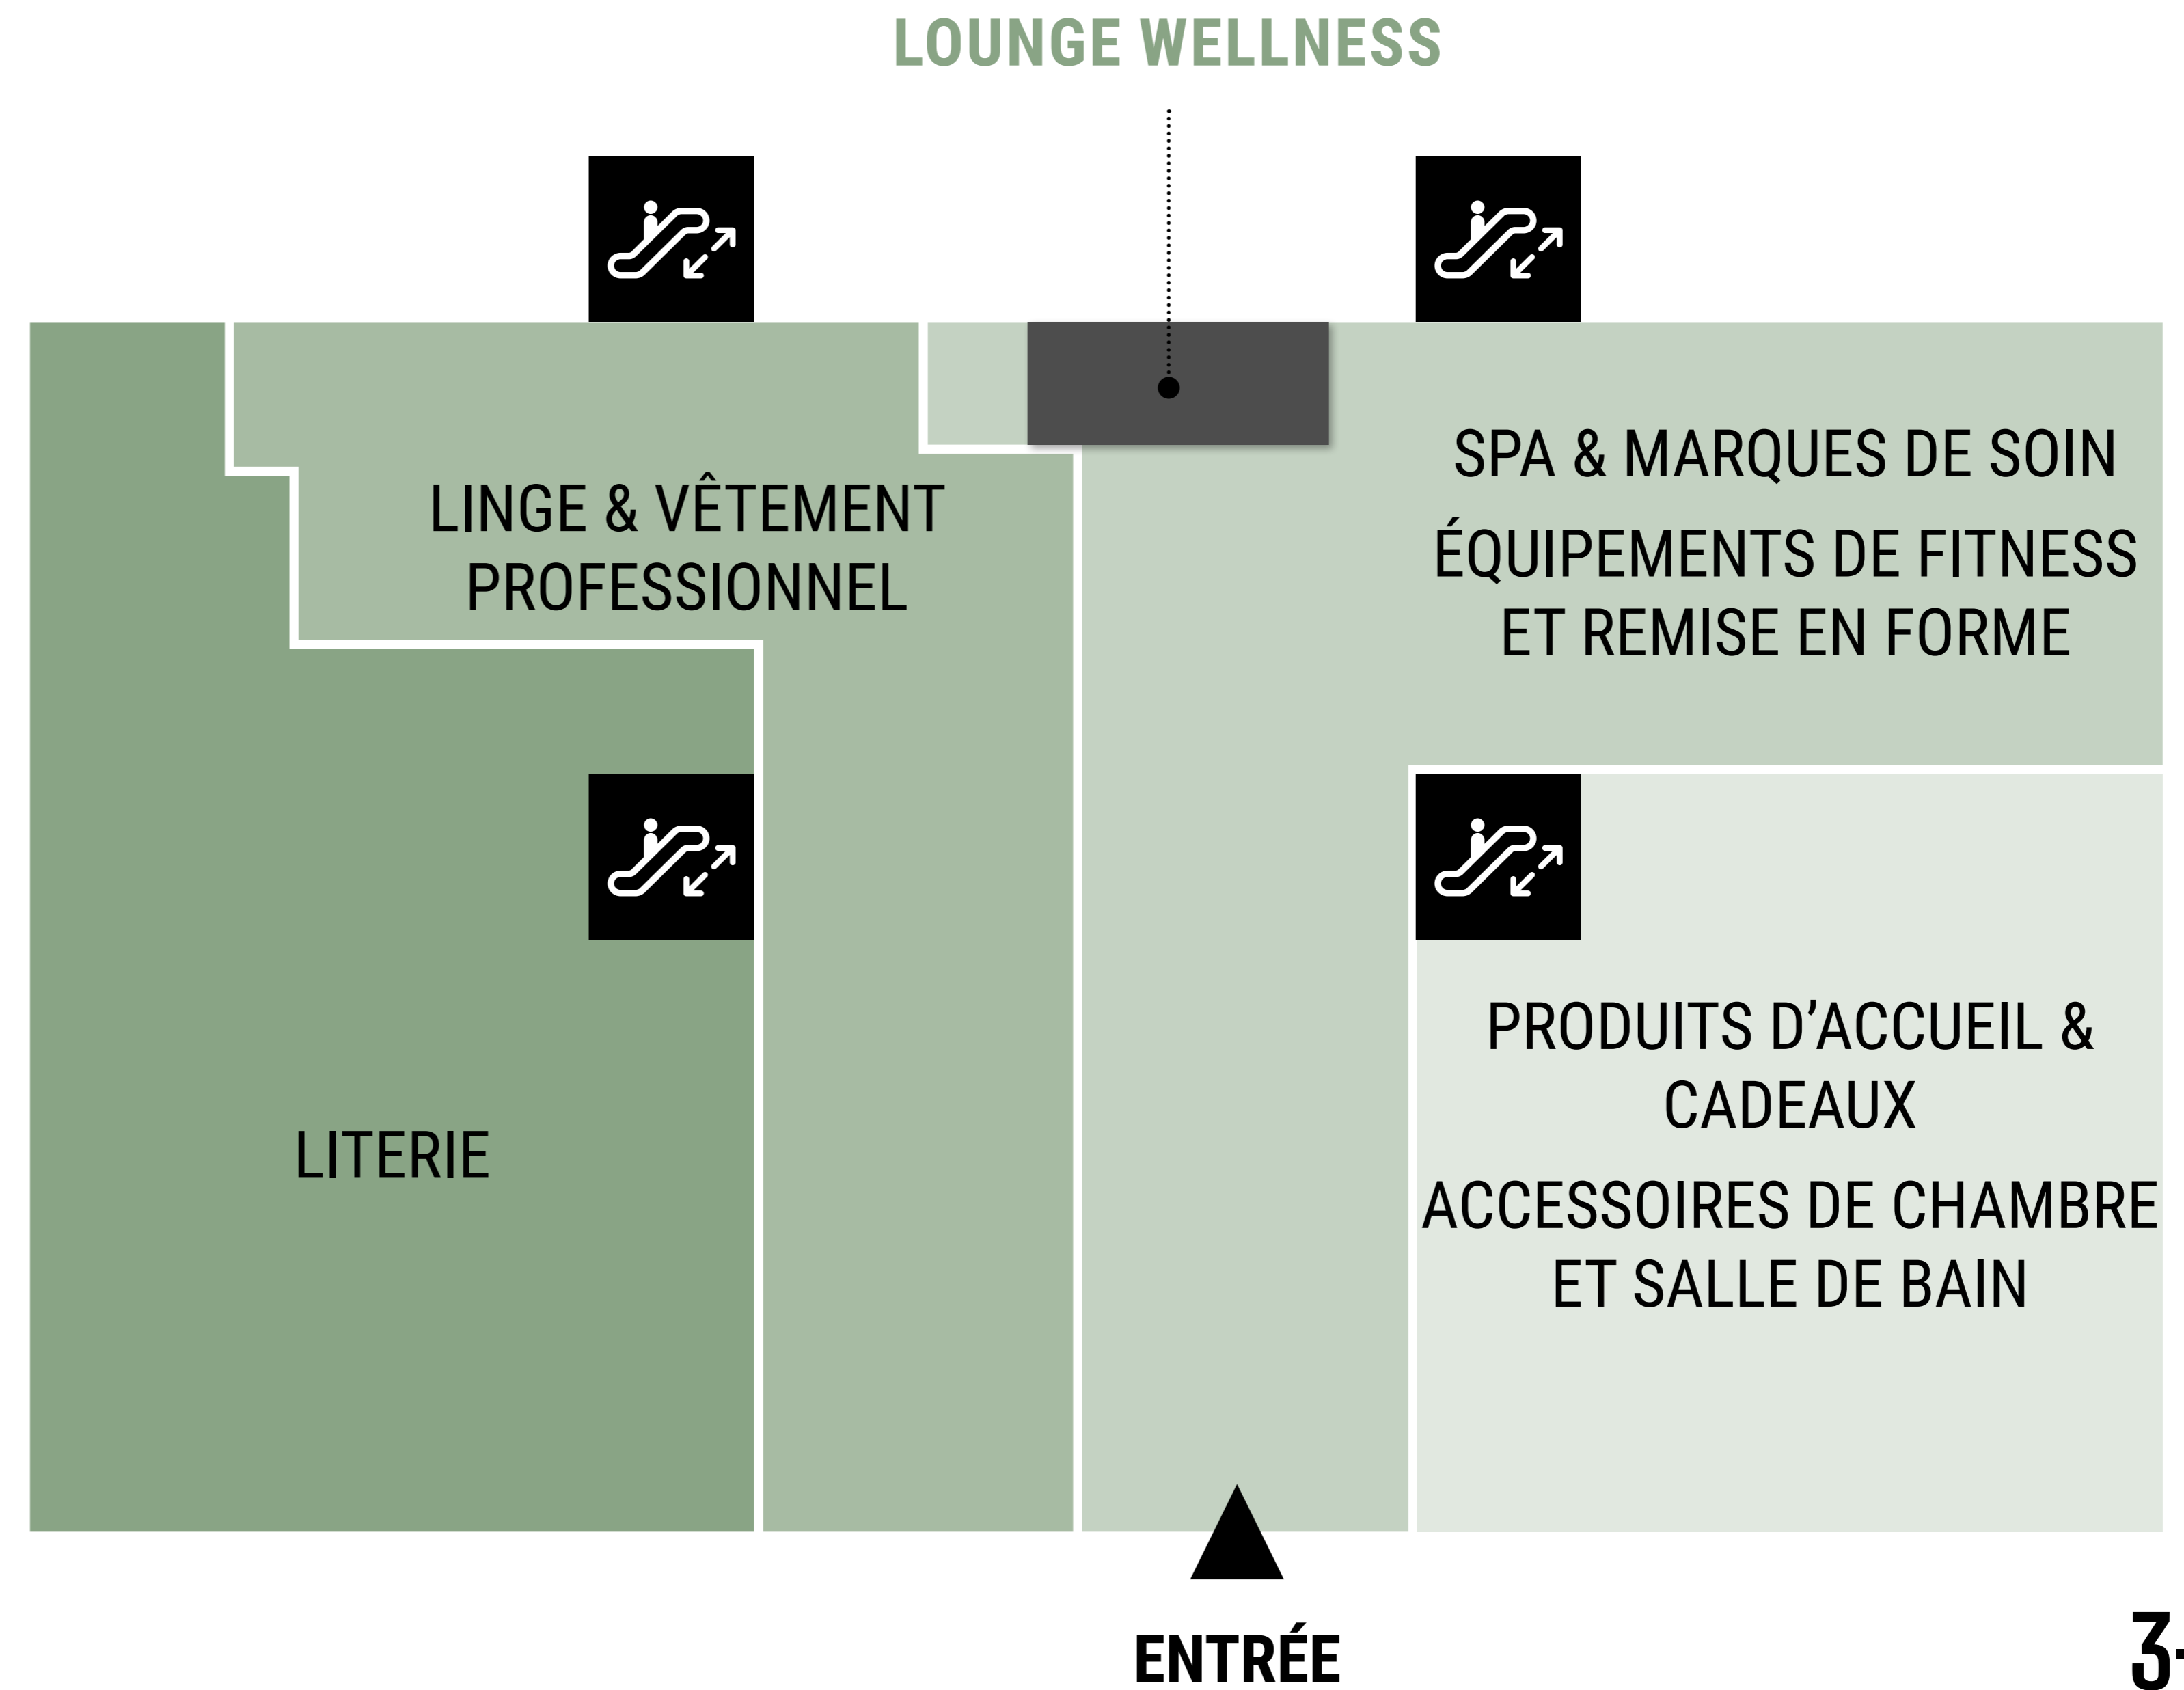 LOUNGE WELLNESS
LINGE & VÊTEMENT
PROFESSIONNEL
SPA & MARQUES DE SOIN
ÉQUIPEMENTS DE FITNESS
ET REMISE EN FORME
LITERIE
PRODUITS D’ACCUEIL &
CADEAUX
ACCESSOIRES DE CHAMBRE
ET SALLE DE BAIN
ENTRÉE
3-